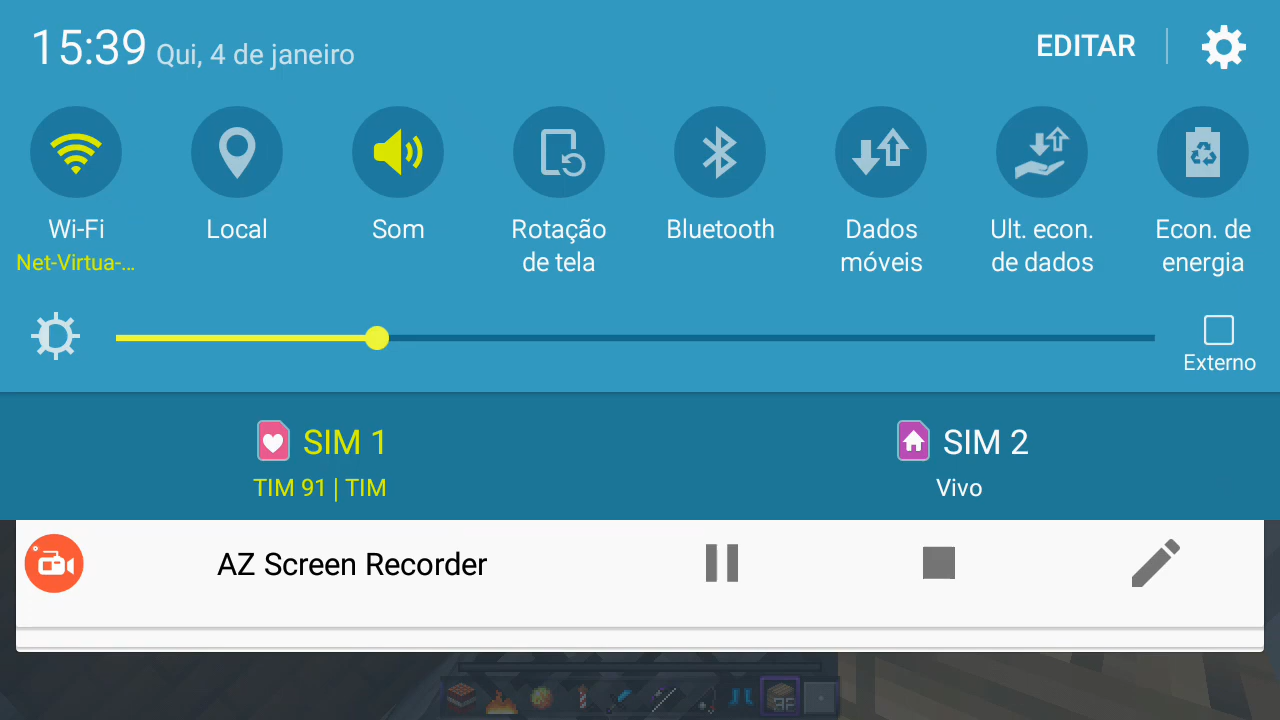 15:39 Qui, 4 de janeiro
EDITAR
Wi-Fi
Net-Virtua-...
Local
Som
Rotação
de tela
Bluetooth
Dados
móveis
Ult. econ.
de dados
Econ. de
energia
Externo
SIM 1
TIM 91 | TIM
SIM 2
Vivo
AZ Screen Recorder